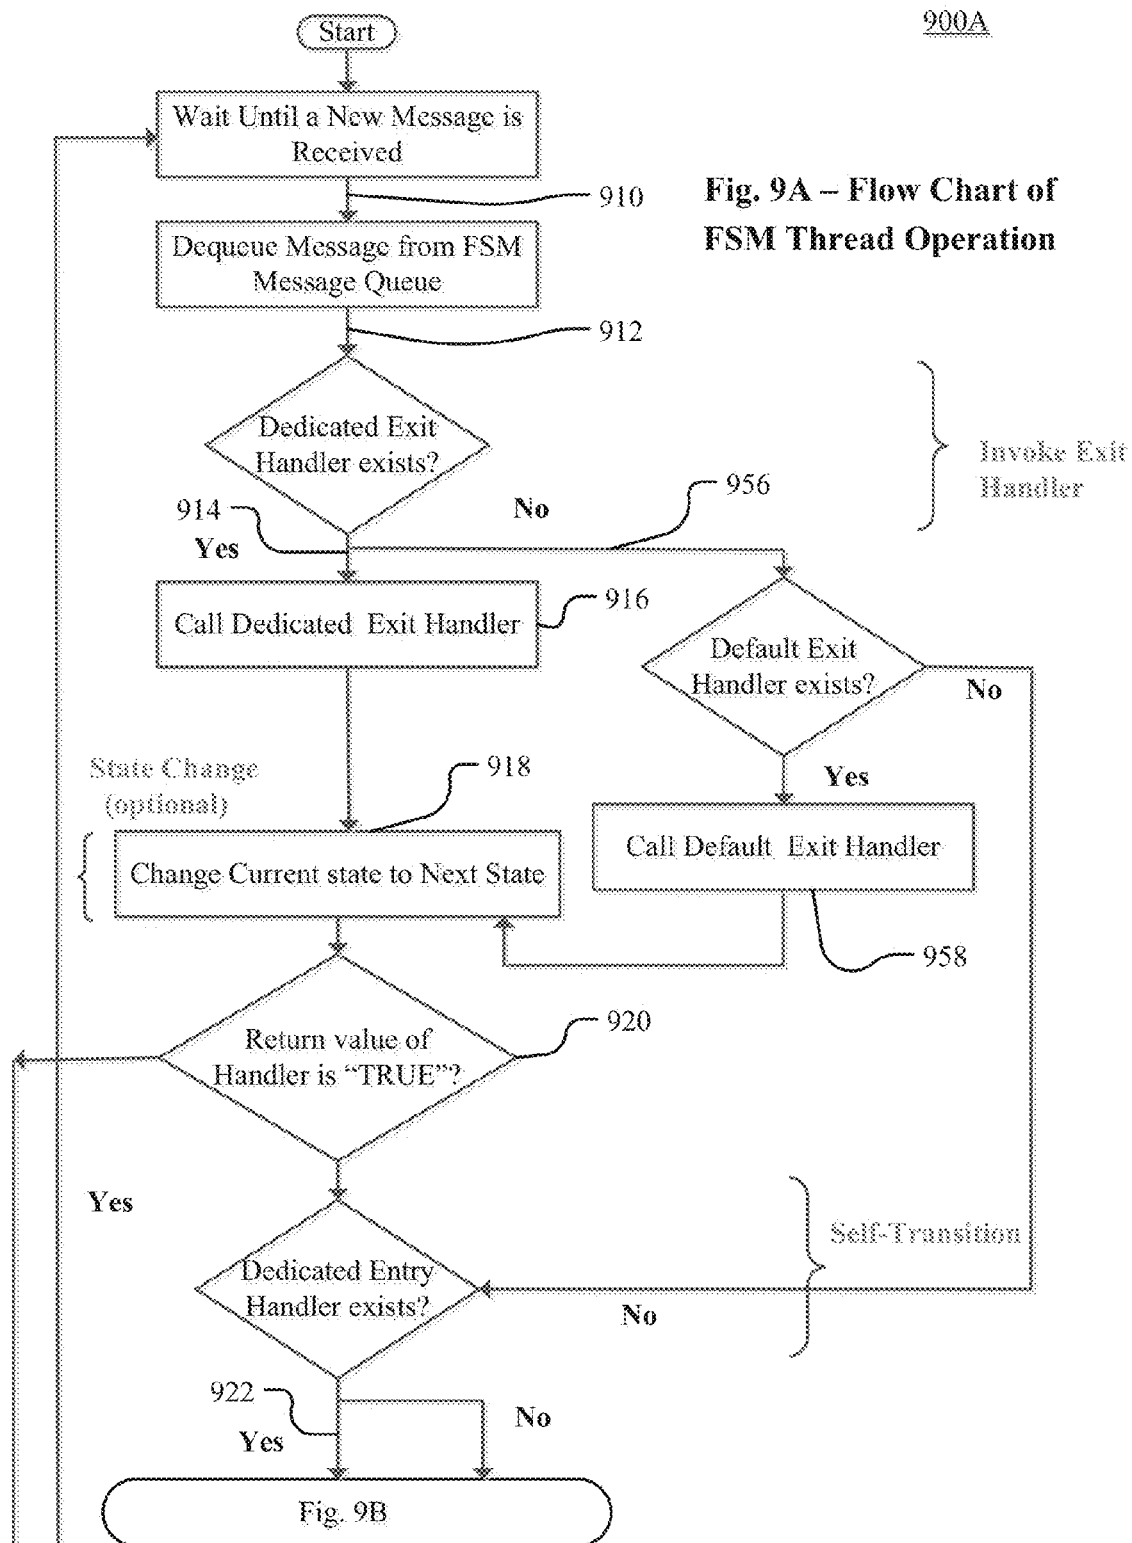 900A
Start
Wait Until a New Message is
Received
910
Fig. 9A – Flow Chart of
FSM Thread Operation
Dequeue Message from FSM
Message Queue
912
Dedicated Exit
Handler exists?
Invoke Exit
Handler
914
Yes
No
956
Call Dedicated Exit Handler
916
Default Exit
Handler exists?
No
State Change
(optional)
918
Yes
Change Current state to Next State
Call Default Exit Handler
958
Return value of
Handler is “TRUE”?
920
Yes
Self-Transition
Dedicated Entry
Handler exists?
No
922
Yes
No
Fig. 9B